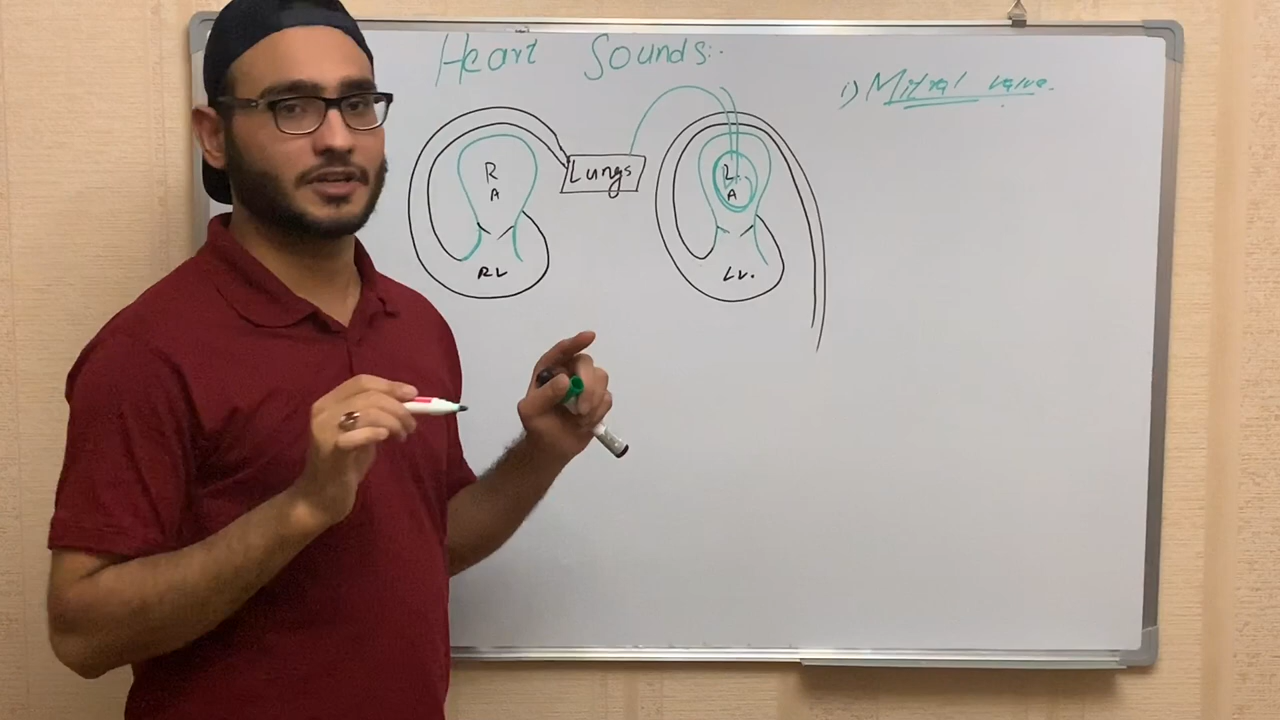 Heart Sounds:-
1) Mitral valve.
R
A
RV
Lungs
L
A
LV.